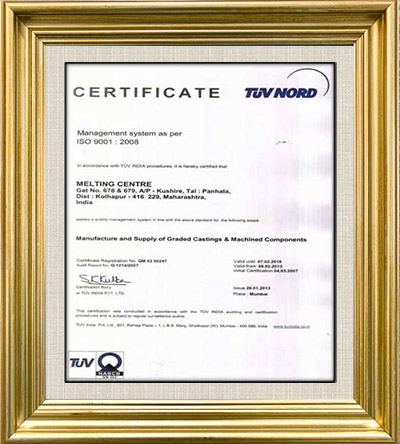 CERTIFICATE
TÜV NORD
Management system as per
ISO 9001 : 2008
In accordance with TÜV INDIA procedures, it is hereby certified that
MELTING CENTRE
Gat No. 678 & 679, A/P - Kushire, Tal : Panhala,
Dist : Kolhapur - 416 229, Maharashtra,
India
applies a quality management system in line with the above standard for the following scope
Manufacture and Supply of Graded Castings & Machined Components
Certificate Registration No. QM 02 00247
Audit Report No. Q 1214/2007
Valid until 07.02.2016
Valid from 09.02.2013
Initial Certification 04.03.2007
Certification Body
at TÜV INDIA PVT. LTD.
Issue 29.01.2013
Place : Mumbai
This certification was conducted in accordance with the TÜV INDIA auditing and certification
procedures and is subject to regular surveillance audits.
TÜV India Pvt. Ltd., 801, Raheja Plaza – 1, L.B.S. Marg, Ghatkopar (W), Mumbai - 400 086, India www.tuvindia.co.in
TÜV
NABCB